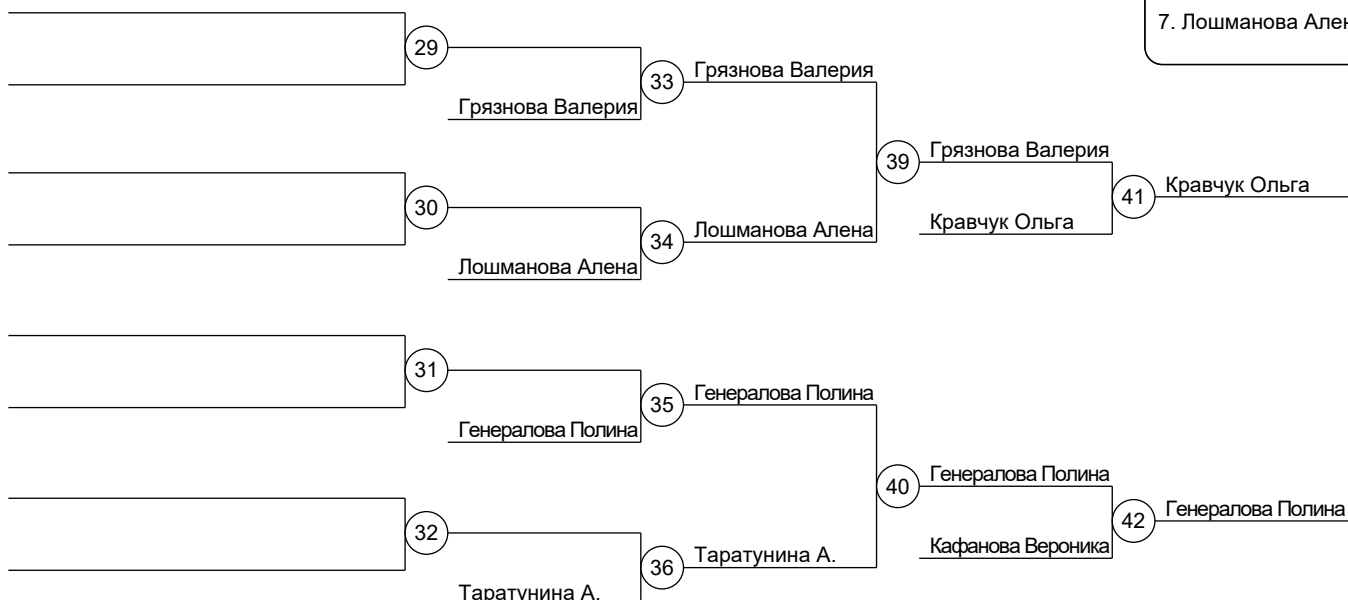 7. Лошманова Ален
29
33
Грязнова Валерия
Грязнова Валерия
39
Грязнова Валерия
30
41
Кравчук Ольга
34
Лошманова Алена
Кравчук Ольга
Лошманова Алена
31
35
Генералова Полина
Генералова Полина
40
Генералова Полина
32
42
Генералова Полина
36
Таратунина А.
Кафанова Вероника
Таратунина А.